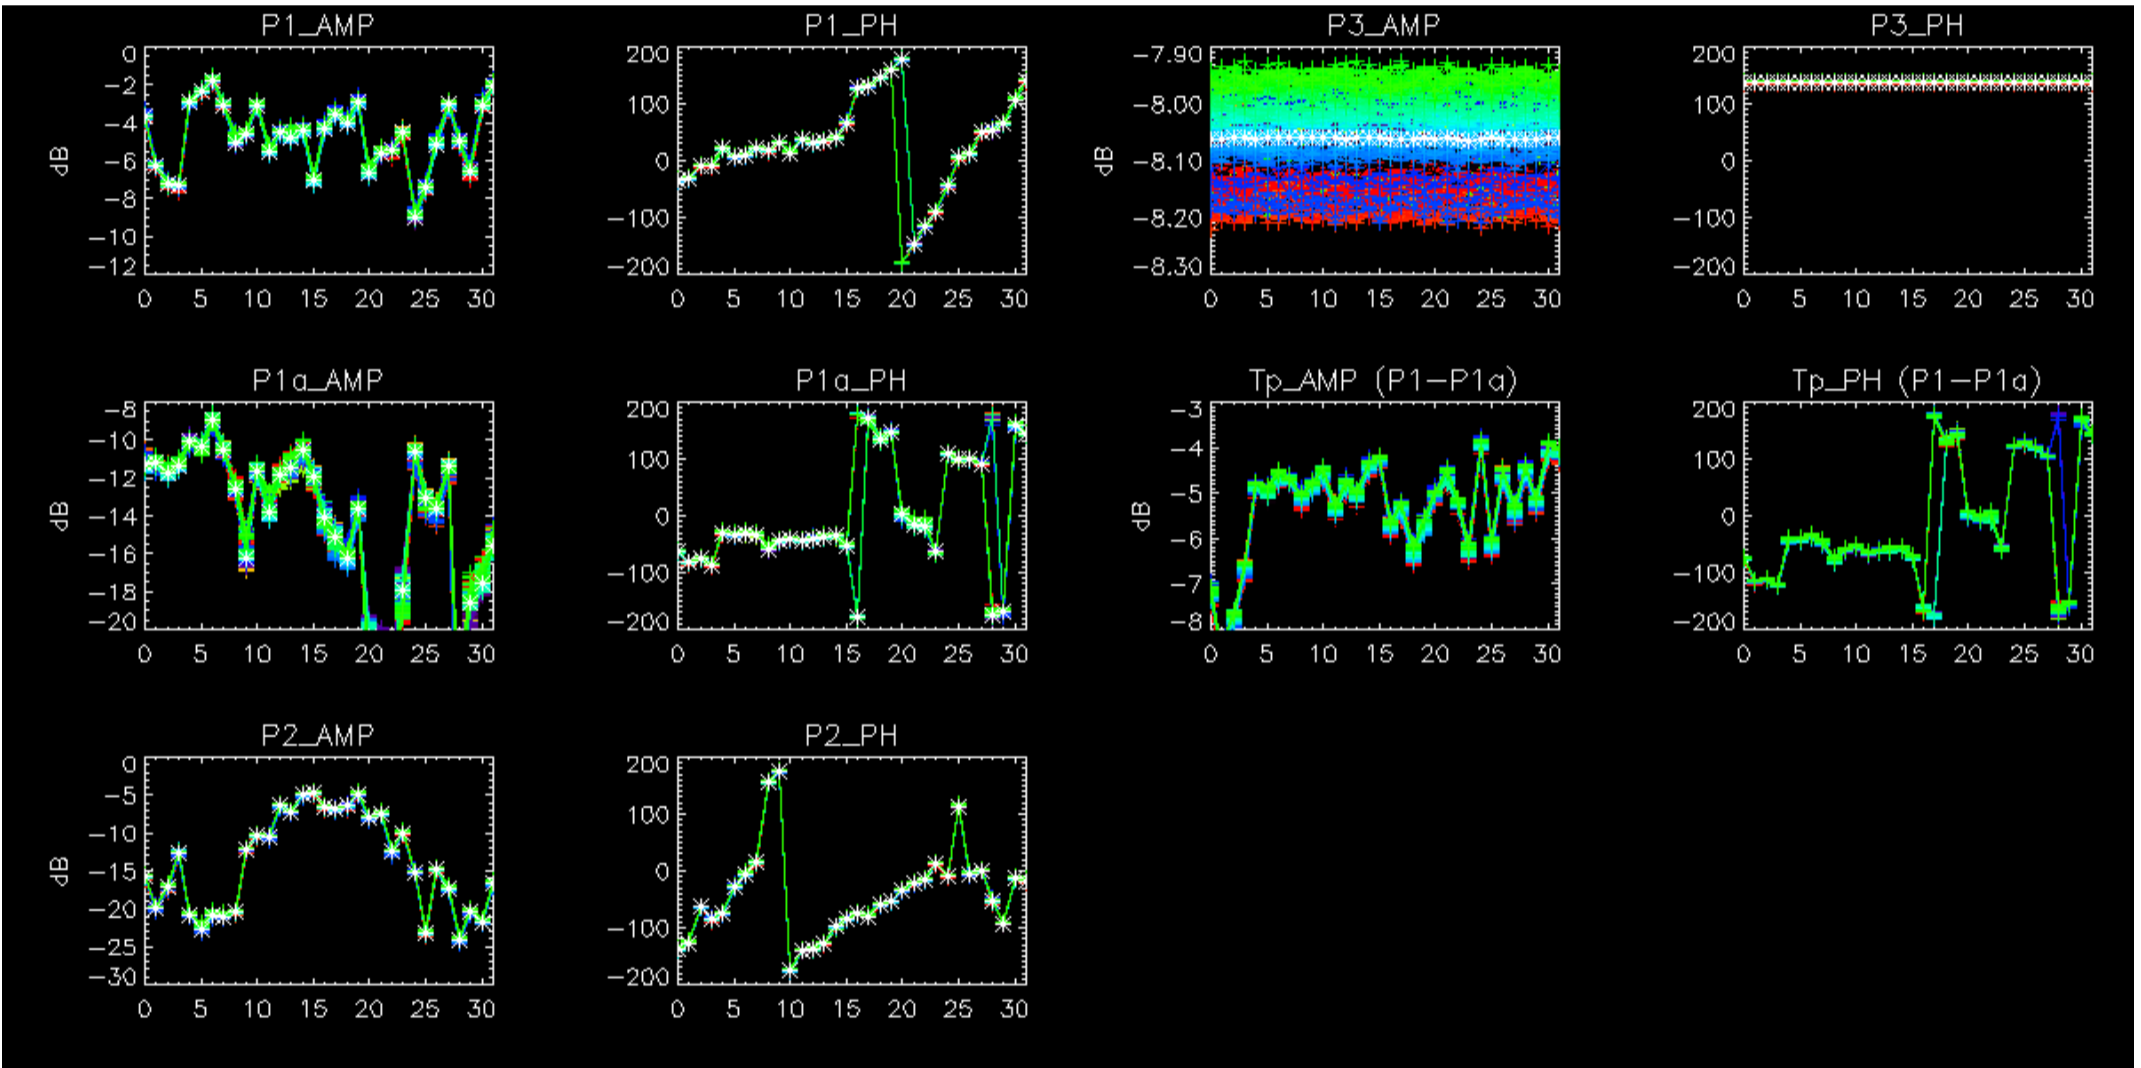 P1_AMP
P1_PH
P3_AMP
P3_PH
0
-2
-4
-6
-8
-10
-12
dB
0 5 10 15 20 25 30
200
100
0
-100
-200
0 5 10 15 20 25 30
-7.90
-8.00
-8.10
-8.20
-8.30
dB
0 5 10 15 20 25 30
200
100
0
-100
-200
0 5 10 15 20 25 30
P1a_AMP
P1a_PH
Tp_AMP (P1-P1a)
Tp_PH (P1-P1a)
-8
-10
-12
-14
-16
-18
-20
dB
0 5 10 15 20 25 30
200
100
0
-100
-200
0 5 10 15 20 25 30
-3
-4
-5
-6
-7
-8
dB
0 5 10 15 20 25 30
200
100
0
-100
-200
0 5 10 15 20 25 30
P2_AMP
P2_PH
0
-5
-10
-15
-20
-25
-30
dB
0 5 10 15 20 25 30
200
100
0
-100
-200
0 5 10 15 20 25 30